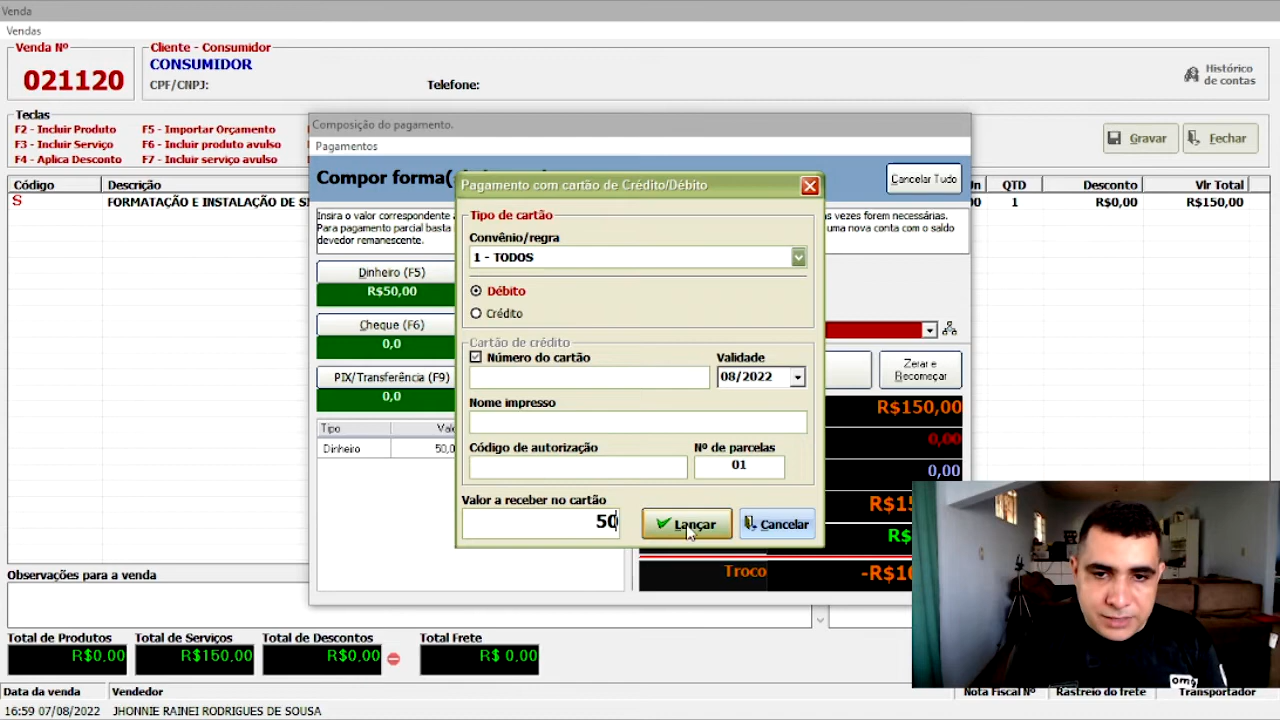 Venda
Vendas
Venda Nº
021120
Cliente - Consumidor
CONSUMIDOR
CPF/CNPJ:
Telefone:
Histórico
de contas
Teclas
F2 - Incluir Produto
F5 - Importar Orçamento
F3 - Incluir Serviço
F6 - Incluir produto avulso
F4 - Aplica Desconto
F7 - Incluir serviço avulso
Gravar
Fechar
Código
Descrição
Un
QTD
Desconto
Vlr Total
S
FORMATAÇÃO E INSTALAÇÃO DE
00
1
R$0,00
R$150,00
Composição do pagamento.
Pagamentos
Compor forma(
Cancelar Tudo
Insira o valor correspondente
as vezes forem necessárias.
Para pagamento parcial basta
uma nova conta com o saldo
devedor remanescente.
Dinheiro (F5)
R$50,00
Cheque (F6)
0,0
PIX/Transferência (F9)
0,0
Tipo
Dinheiro
50,0
Zerar e
Recomeçar
R$150,00
0,00
0,00
R$15
R$
Troco
-R$10
Pagamento com cartão de Crédito/Débito
Tipo de cartão
Convênio/regra
1 - TODOS
Débito
Crédito
Cartão de crédito
Número do cartão
Validade
08/2022
Nome impresso
Código de autorização
Nº de parcelas
01
Valor a receber no cartão
50
Lançar
Cancelar
Observações para a venda
Total de Produtos
Total de Serviços
Total de Descontos
Total Frete
R$0,00
R$150,00
R$0,00
R$ 0,00
Data da venda
Vendedor
Nota Fiscal Nº
Rastreio do frete
Transportador
16:59 07/08/2022
JHONNIE RAINEI RODRIGUES DE SOUSA